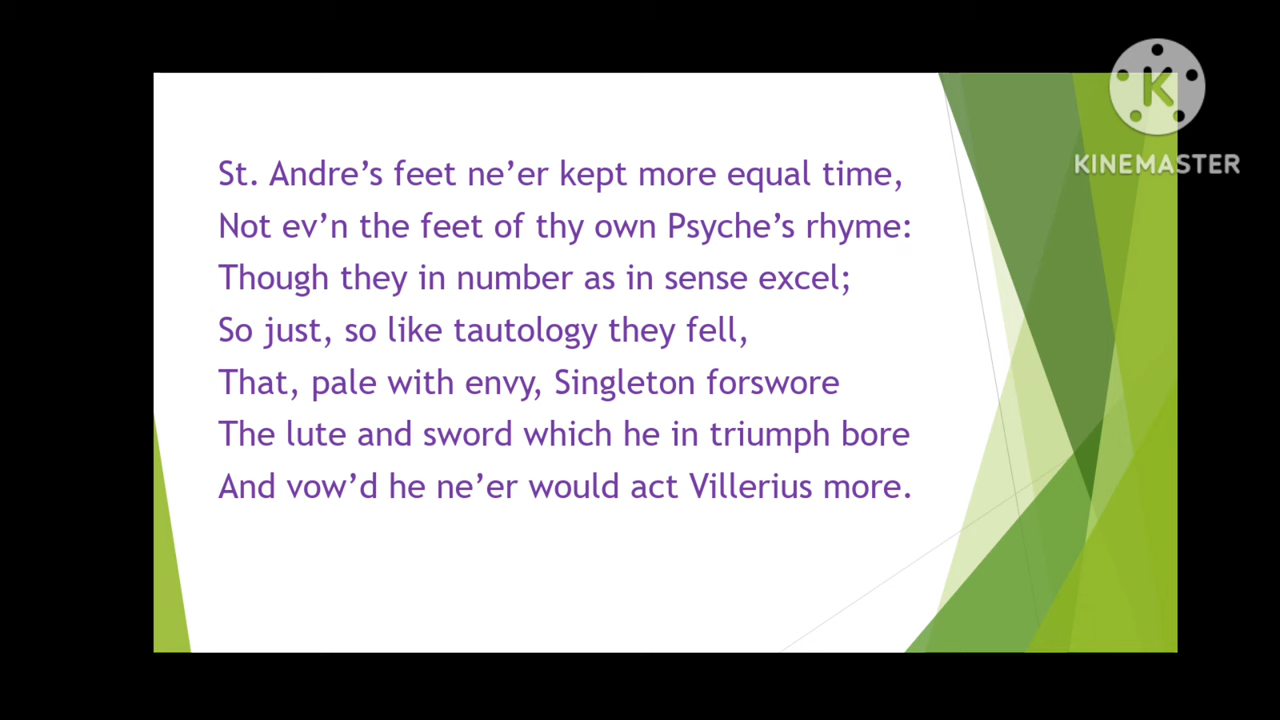 St. Andre’s feet ne’er kept more equal time,
Not ev’n the feet of thy own Psyche’s rhyme:
Though they in number as in sense excel;
So just, so like tautology they fell,
That, pale with envy, Singleton forswore
The lute and sword which he in triumph bore
And vow’d he ne’er would act Villerius more.
K
KINEMASTER